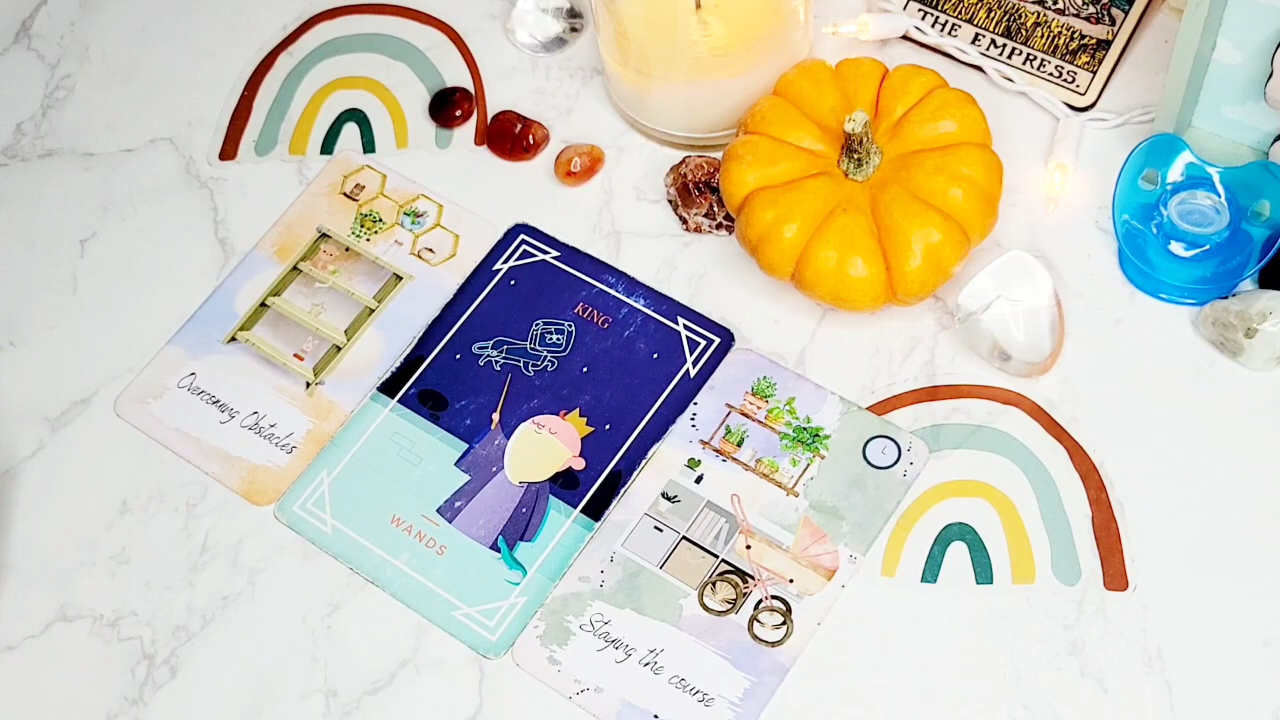 THE EMPRESS.
Overcoming Obstacles
KING
WANDS
Staying the course